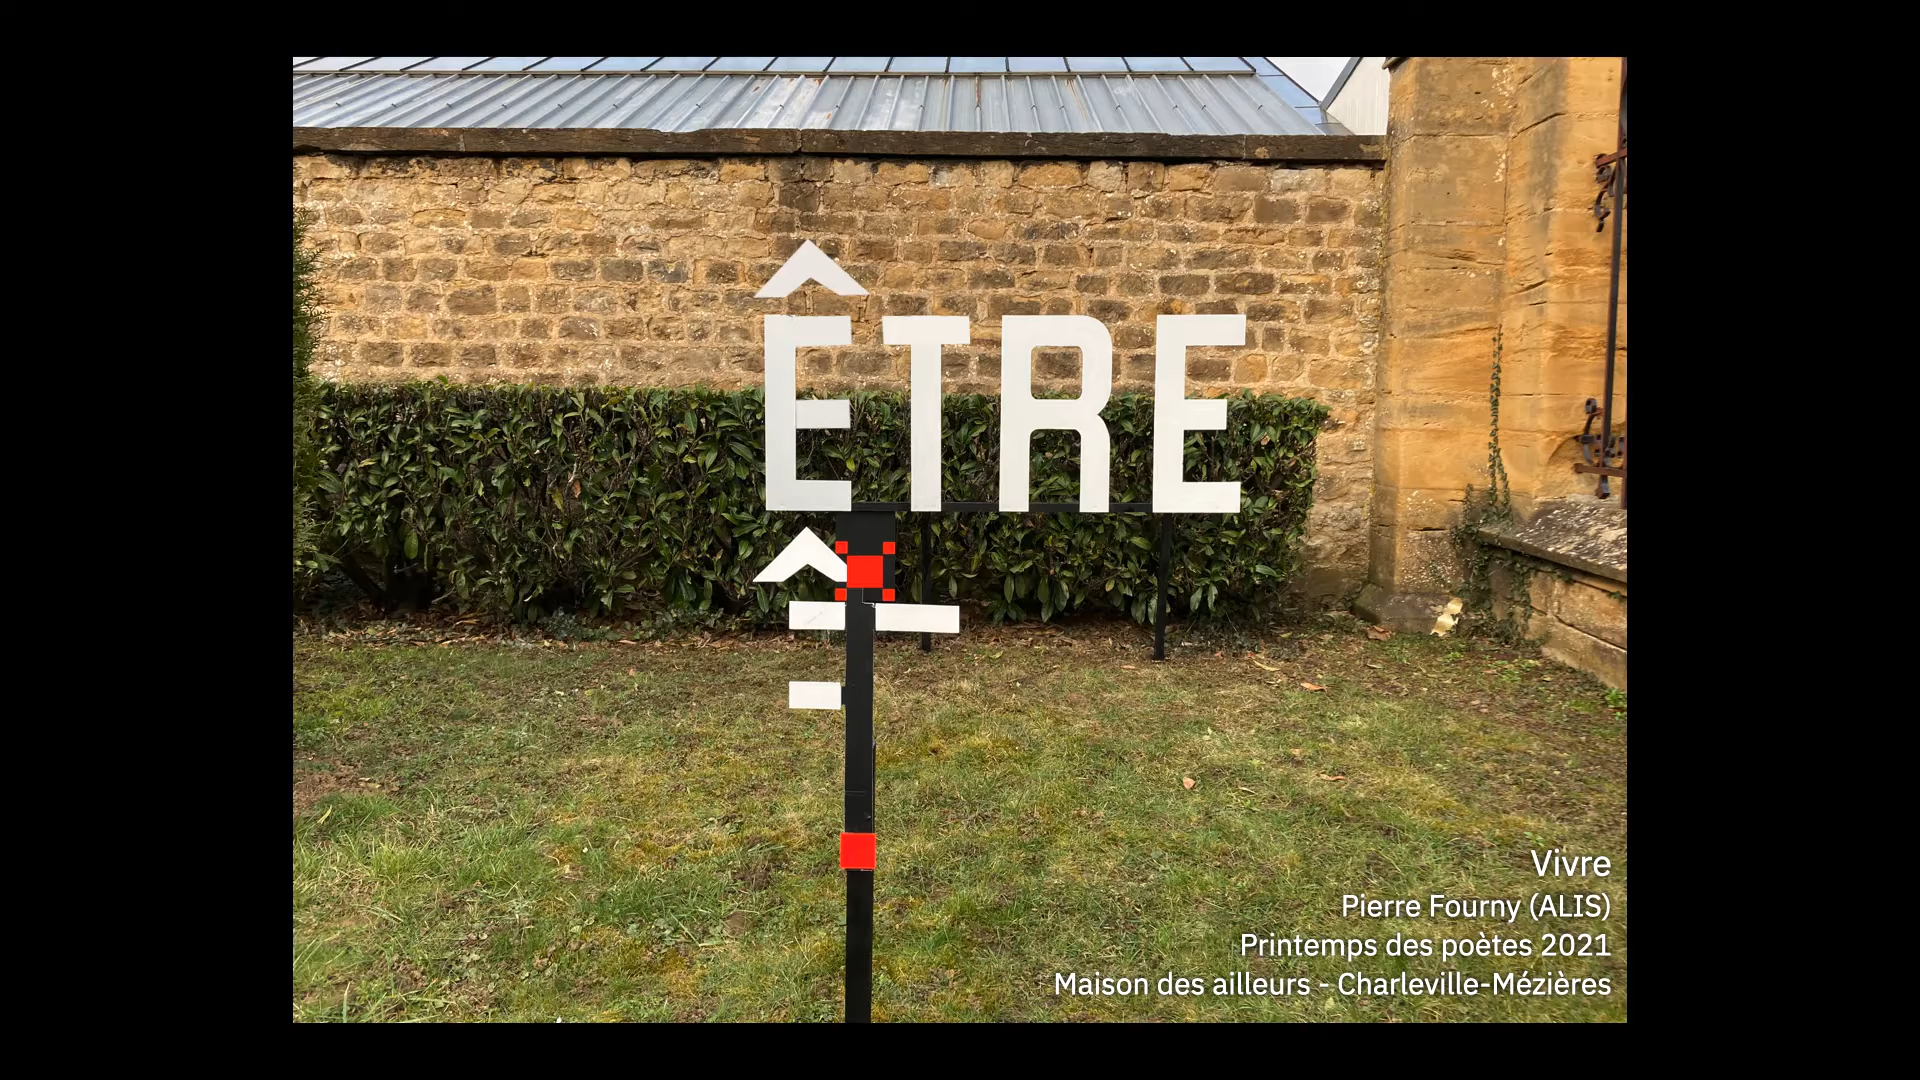 ÊTRE
Vivre
Pierre Fourny (ALIS)
Printemps des poètes 2021
Maison des ailleurs - Charleville-Mézières